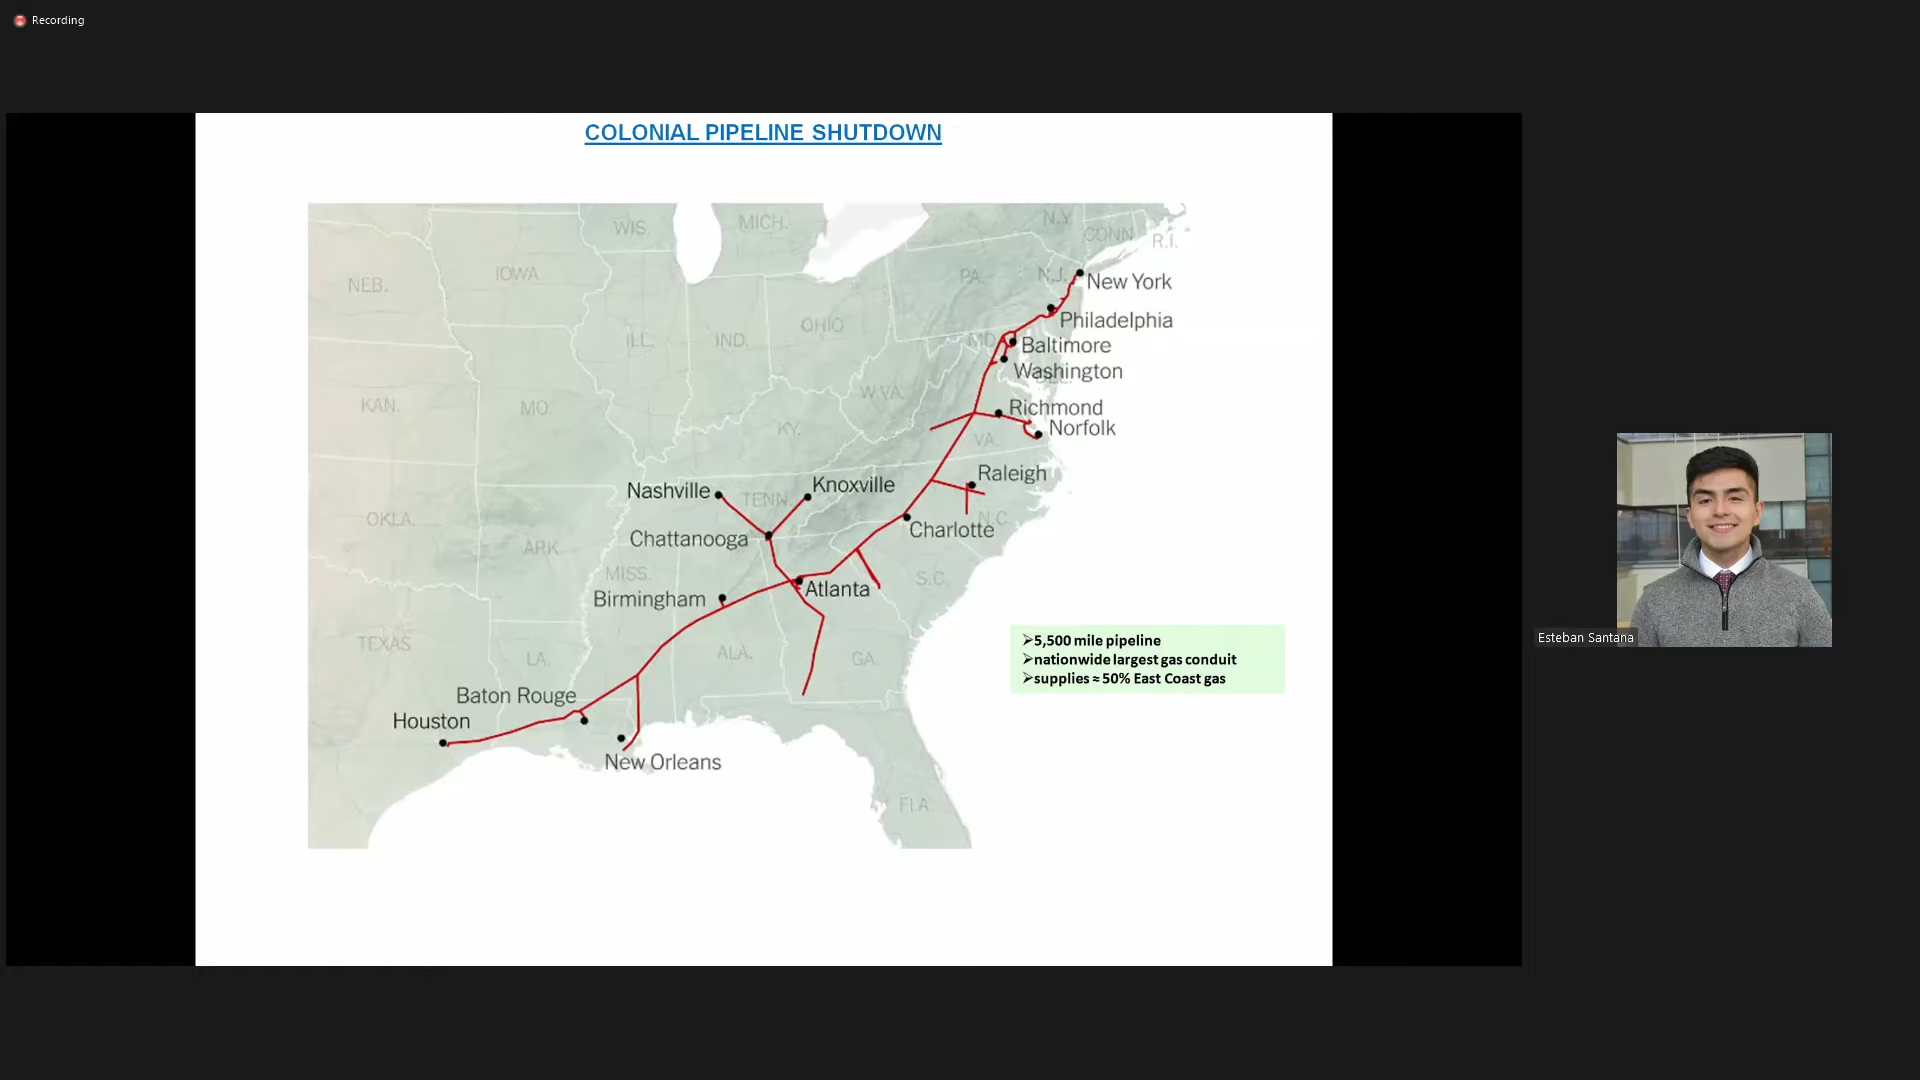 Recording
COLONIAL PIPELINE SHUTDOWN
WIS.
MICH.
N.Y.
CONN.
R.I.
NEB.
IOWA
PA.
N.J.
New York
ILL.
IND.
OHIO
Philadelphia
MD.
Baltimore
Washington
DEL.
KAN.
MO.
W.VA.
Richmond
KY.
VA.
Norfolk
Raleigh
Nashville
TENN.
Knoxville
OKLA.
ARK.
Chattanooga
N.C.
Charlotte
MISS.
S.C.
Birmingham
Atlanta
TEXAS
LA.
ALA.
GA.
➢5,500 mile pipeline
➢nationwide largest gas conduit
➢supplies ≈ 50% East Coast gas
Baton Rouge
Houston
New Orleans
FLA.
Esteban Santana